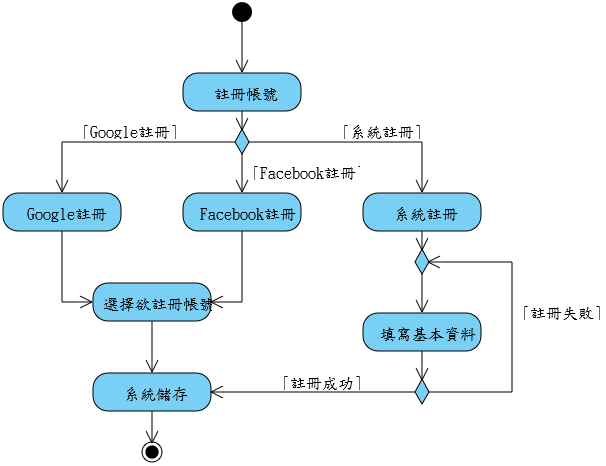 註冊帳號
「Google註冊」
「系統註冊」
「Facebook註冊
Google註冊
Facebook註冊
系統註冊
選擇欲註冊帳號
「註冊失敗」
填寫基本資料
「註冊成功」
系統儲存